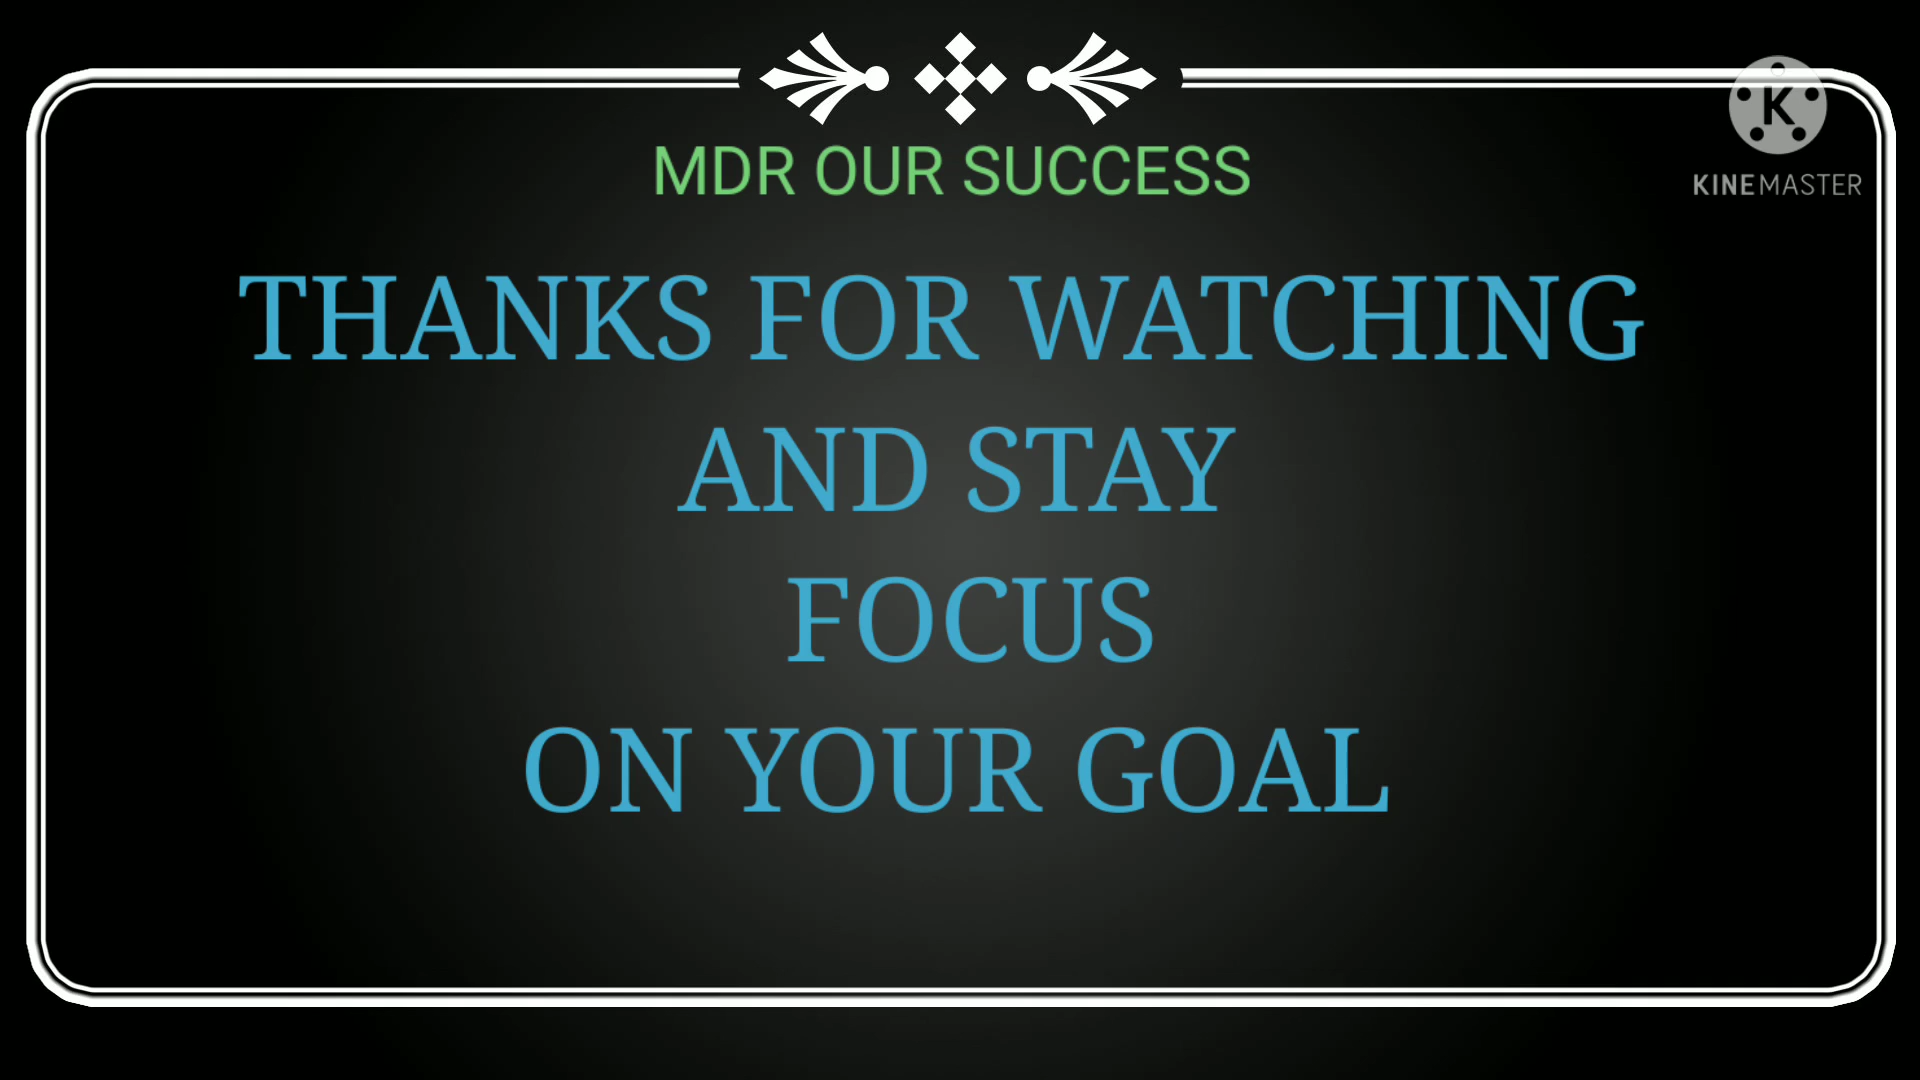 MDR OUR SUCCESS
K
KINEMASTER
THANKS FOR WATCHING
AND STAY
FOCUS
ON YOUR GOAL